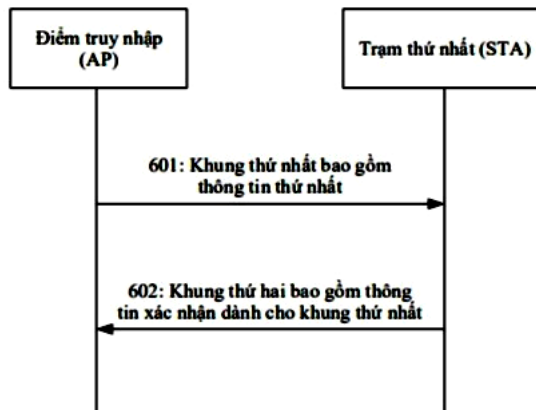 Điểm truy nhập
(AP)
Trạm thứ nhất (STA)
601: Khung thứ nhất bao gồm
thông tin thứ nhất
602: Khung thứ hai bao gồm thông
tin xác nhận dành cho khung thứ nhất